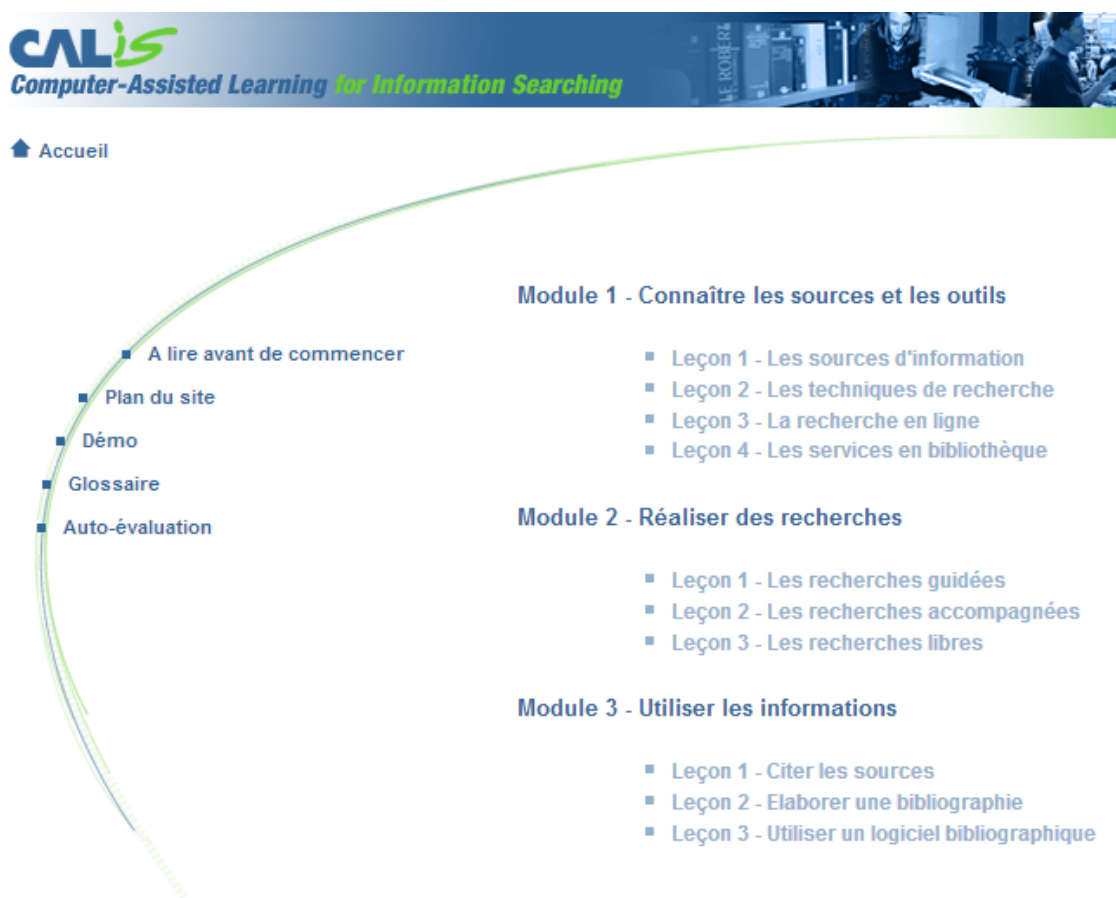 CALis
Computer-Assisted Learning for Information Searching
LE ROBERT
Accueil
A lire avant de commencer
Plan du site
Démo
Glossaire
Auto-évaluation
Module 1 - Connaître les sources et les outils
Leçon 1 - Les sources d'information
Leçon 2 - Les techniques de recherche
Leçon 3 - La recherche en ligne
Leçon 4 - Les services en bibliothèque
Module 2 - Réaliser des recherches
Leçon 1 - Les recherches guidées
Leçon 2 - Les recherches accompagnées
Leçon 3 - Les recherches libres
Module 3 - Utiliser les informations
Leçon 1 - Citer les sources
Leçon 2 - Elaborer une bibliographie
Leçon 3 - Utiliser un logiciel bibliographique